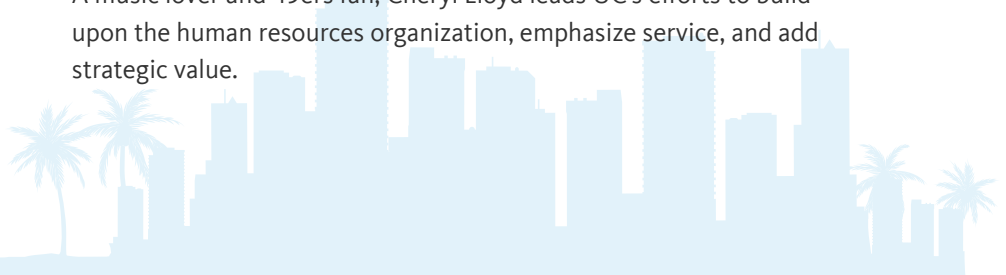 A music lover and 49ers fan, Cheryl Lloyd leads UC's efforts to build
upon the human resources organization, emphasize service, and add
strategic value.